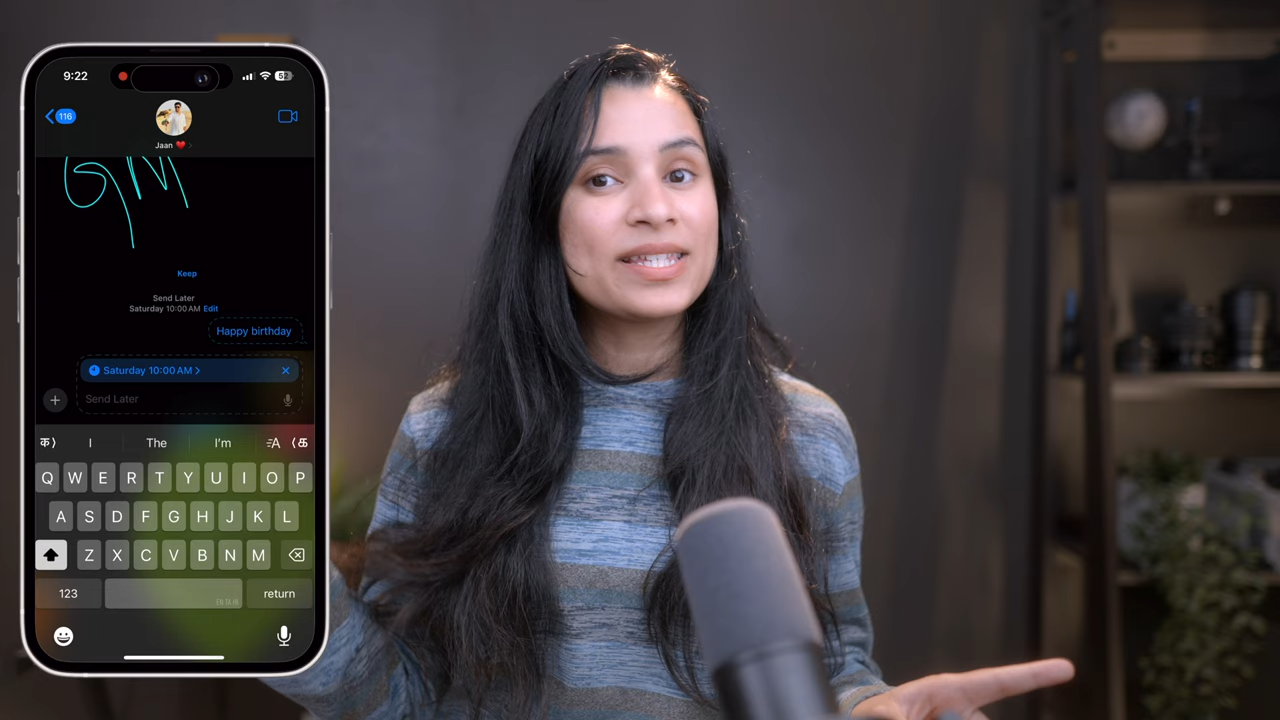 9:22
52
116
Jaan ❤️ >
GM
Keep
Send Later
Saturday 10:00 AM Edit
Happy birthday
Saturday 10:00 AM >
Send Later
क I The I'm A க
Q W E R T Y U I O P
A S D F G H J K L
Z X C V B N M
123 return